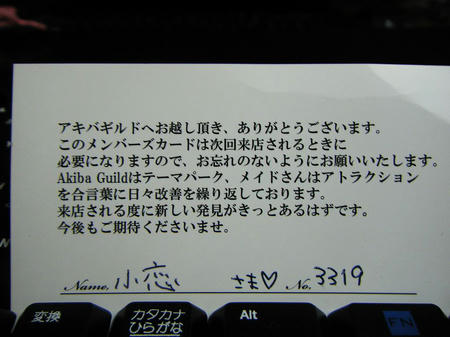 アキバギルドへお越し頂き、ありがとうございます。
このメンバーズカードは次回来店されるときに
必要になりますので、お忘れのないようにお願いいたします。
Akiba Guildはテーマパーク、メイドさんはアトラクション
を合言葉に日々改善を繰り返しております。
来店される度に新しい発見がきっとあるはずです。
今後もご期待くださいませ。
Name, 小恋 さま♡ No. 3319
変換 カタカナ Alt FN
ひらがな